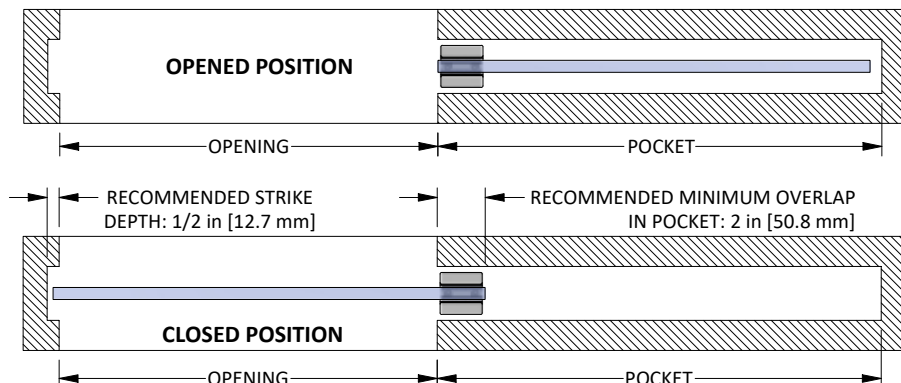 OPENED POSITION
OPENING
POCKET
RECOMMENDED STRIKE
DEPTH: 1/2 in [12.7 mm]
RECOMMENDED MINIMUM OVERLAP
IN POCKET: 2 in [50.8 mm]
CLOSED POSITION
OPENING
POCKET